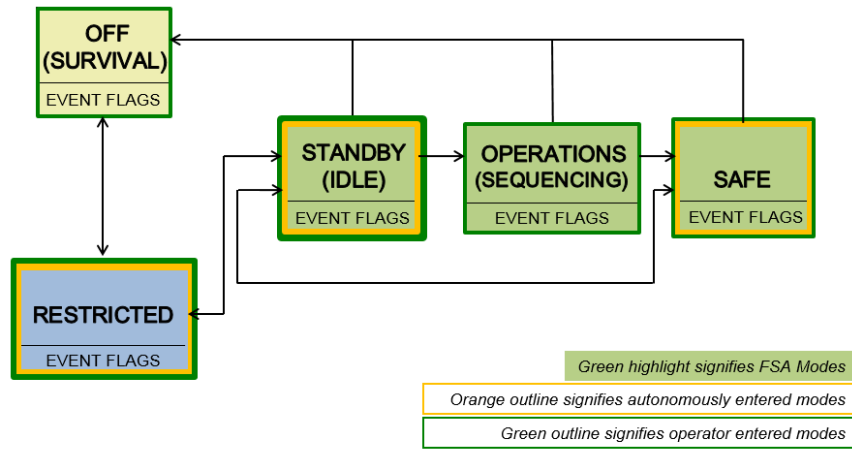 OFF
(SURVIVAL)
EVENT FLAGS
STANDBY
(IDLE)
EVENT FLAGS
OPERATIONS
(SEQUENCING)
EVENT FLAGS
SAFE
EVENT FLAGS
RESTRICTED
EVENT FLAGS
Green highlight signifies FSA Modes
Orange outline signifies autonomously entered modes
Green outline signifies operator entered modes